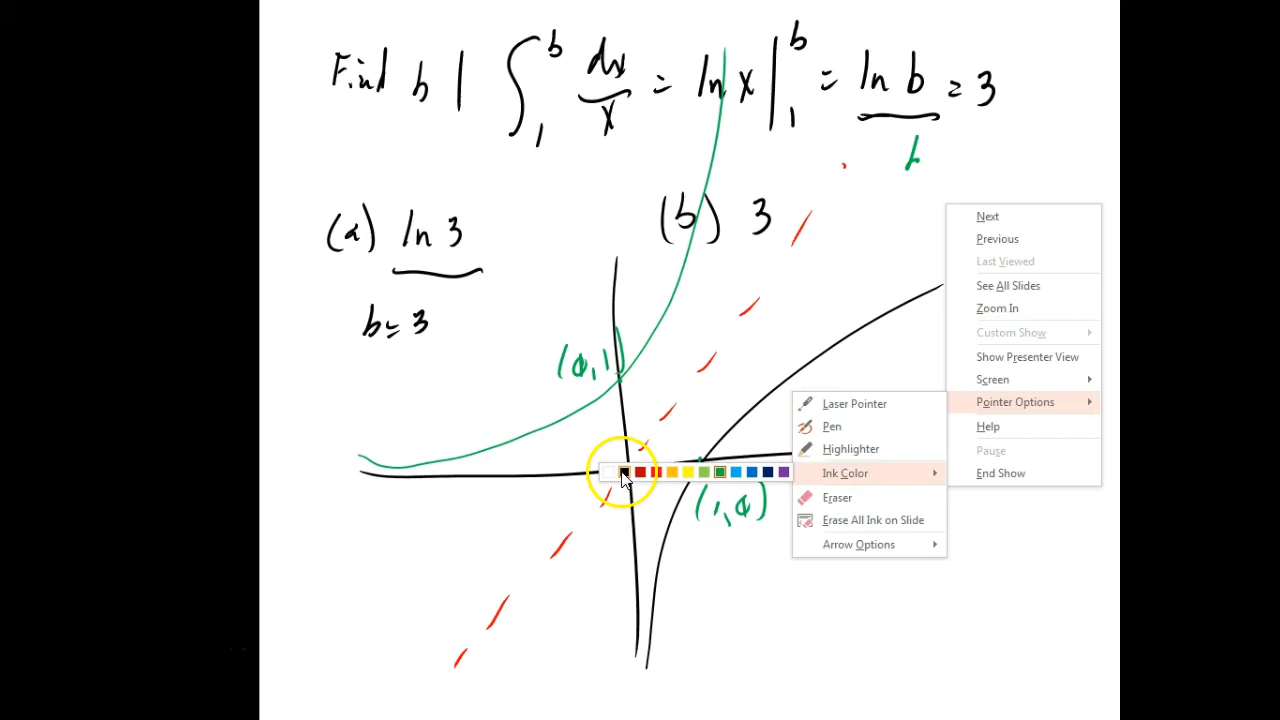 Find b | ∫₁ᵇ dx/x = ln x |₁ᵇ = ln b = 3
(a) ln 3
(b) 3
b = 3
(0,1)
(1,0)
Next
Previous
Last Viewed
See All Slides
Zoom In
Custom Show
Show Presenter View
Screen
Pointer Options
Help
Pause
End Show
Laser Pointer
Pen
Highlighter
Ink Color
Eraser
Erase All Ink on Slide
Arrow Options